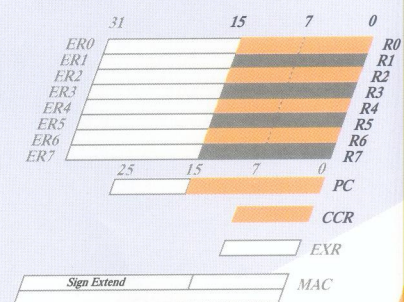 31 15 7 0
ER0 R0
ER1 R1
ER2 R2
ER3 R3
ER4 R4
ER5 R5
ER6 R6
ER7 R7
25 15 7 0
PC
CCR
EXR
Sign Extend MAC